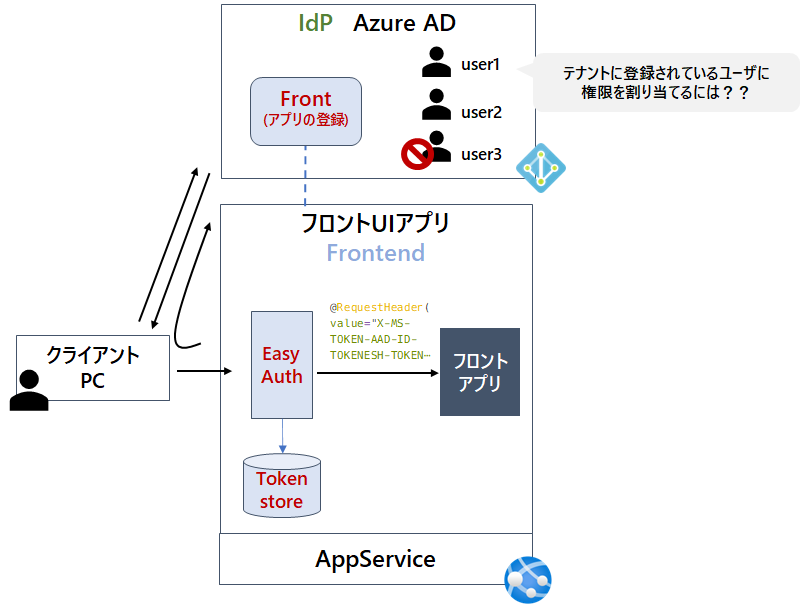 IdP Azure AD
Front
(アプリの登録)
user1
user2
user3
テナントに登録されているユーザに
権限を割り当てるには？？
フロントUIアプリ
Frontend
@RequestHeader(
value="X-MS-
TOKEN-AAD-ID-
TOKENESH-TOKEN…
クライアント
PC
Easy
Auth
フロント
アプリ
Token
store
AppService